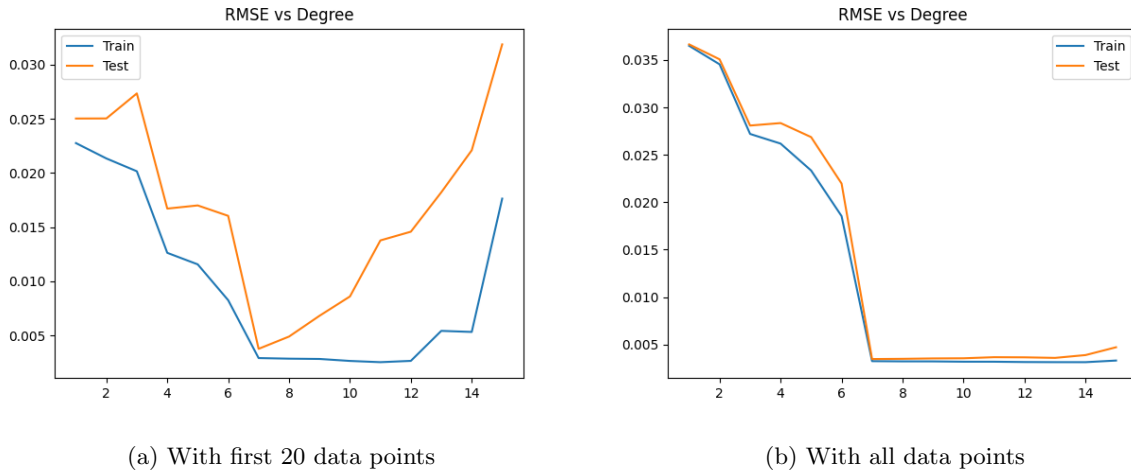 RMSE vs Degree
Train
Test
0.030
0.025
0.020
0.015
0.010
0.005
2 4 6 8 10 12 14
(a) With first 20 data points
RMSE vs Degree
Train
Test
0.035
0.030
0.025
0.020
0.015
0.010
0.005
2 4 6 8 10 12 14
(b) With all data points